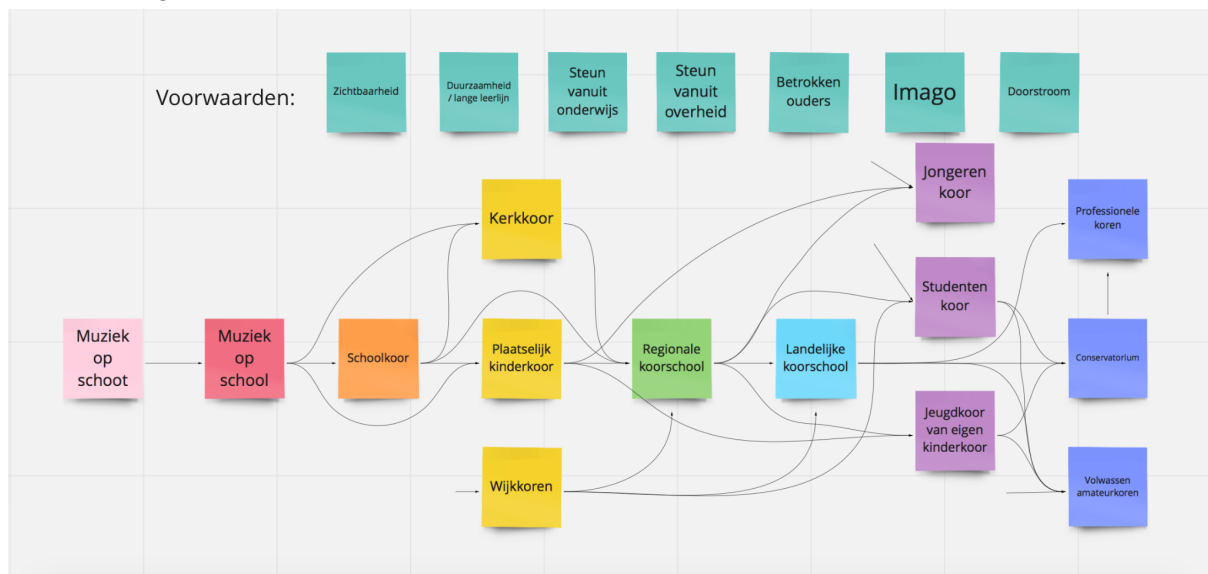 Voorwaarden:
Zichtbaarheid
Duurzaamheid
/ lange leerlijn
Steun
vanuit
onderwijs
Steun
vanuit
overheid
Betrokken
ouders
Imago
Doorstroom
Jongeren
koor
Kerkkoor
Professionele
koren
Studenten
koor
Muziek
op
schoot
Muziek
op
school
Schoolkoor
Plaatselijk
kinderkoor
Regionale
koorschool
Landelijke
koorschool
Conservatorium
Jeugdkoor
van eigen
kinderkoor
Wijkkoren
Volwassen
amateurkoren